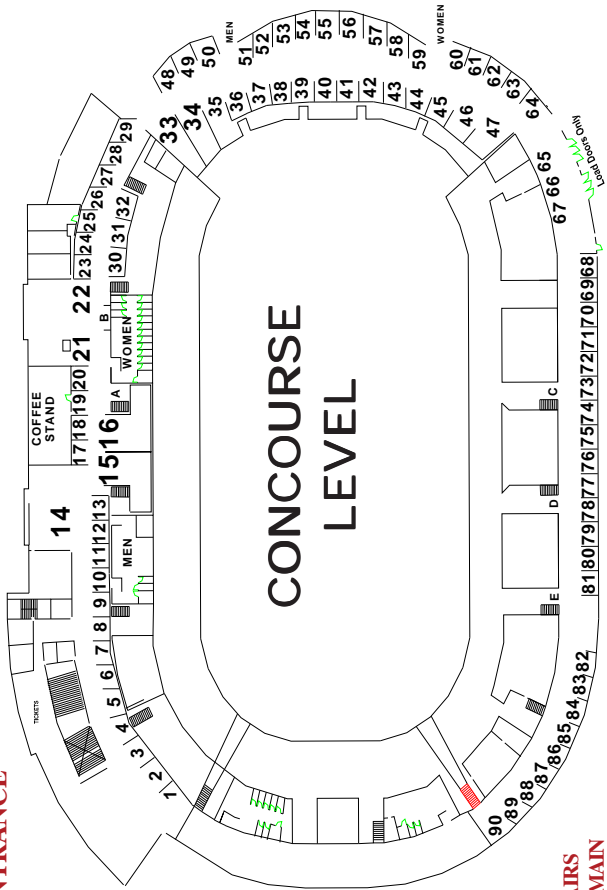 NTRANCE
TICKETS
1 2 3 4 5 6 7 8 9 10 11 12 13
14
COFFEE
STAND
15 16
17 18 19 20
21 22
23 24 25 26 27 28 29
30 31 32
A
B
MEN
WOMEN
33 34 35 36 37 38 39 40 41 42 43 44 45 46 47
48 49 50
MEN
51 52 53 54 55 56 57 58 59
WOMEN
60 61 62 63 64
Load Doors Only
65 66 67
CONCOURSE
LEVEL
E D C
81 80 79 78 77 76 75 74 73 72 71 70 69 68
90 89 88 87 86 85 84 83 82
IRS
MAIN